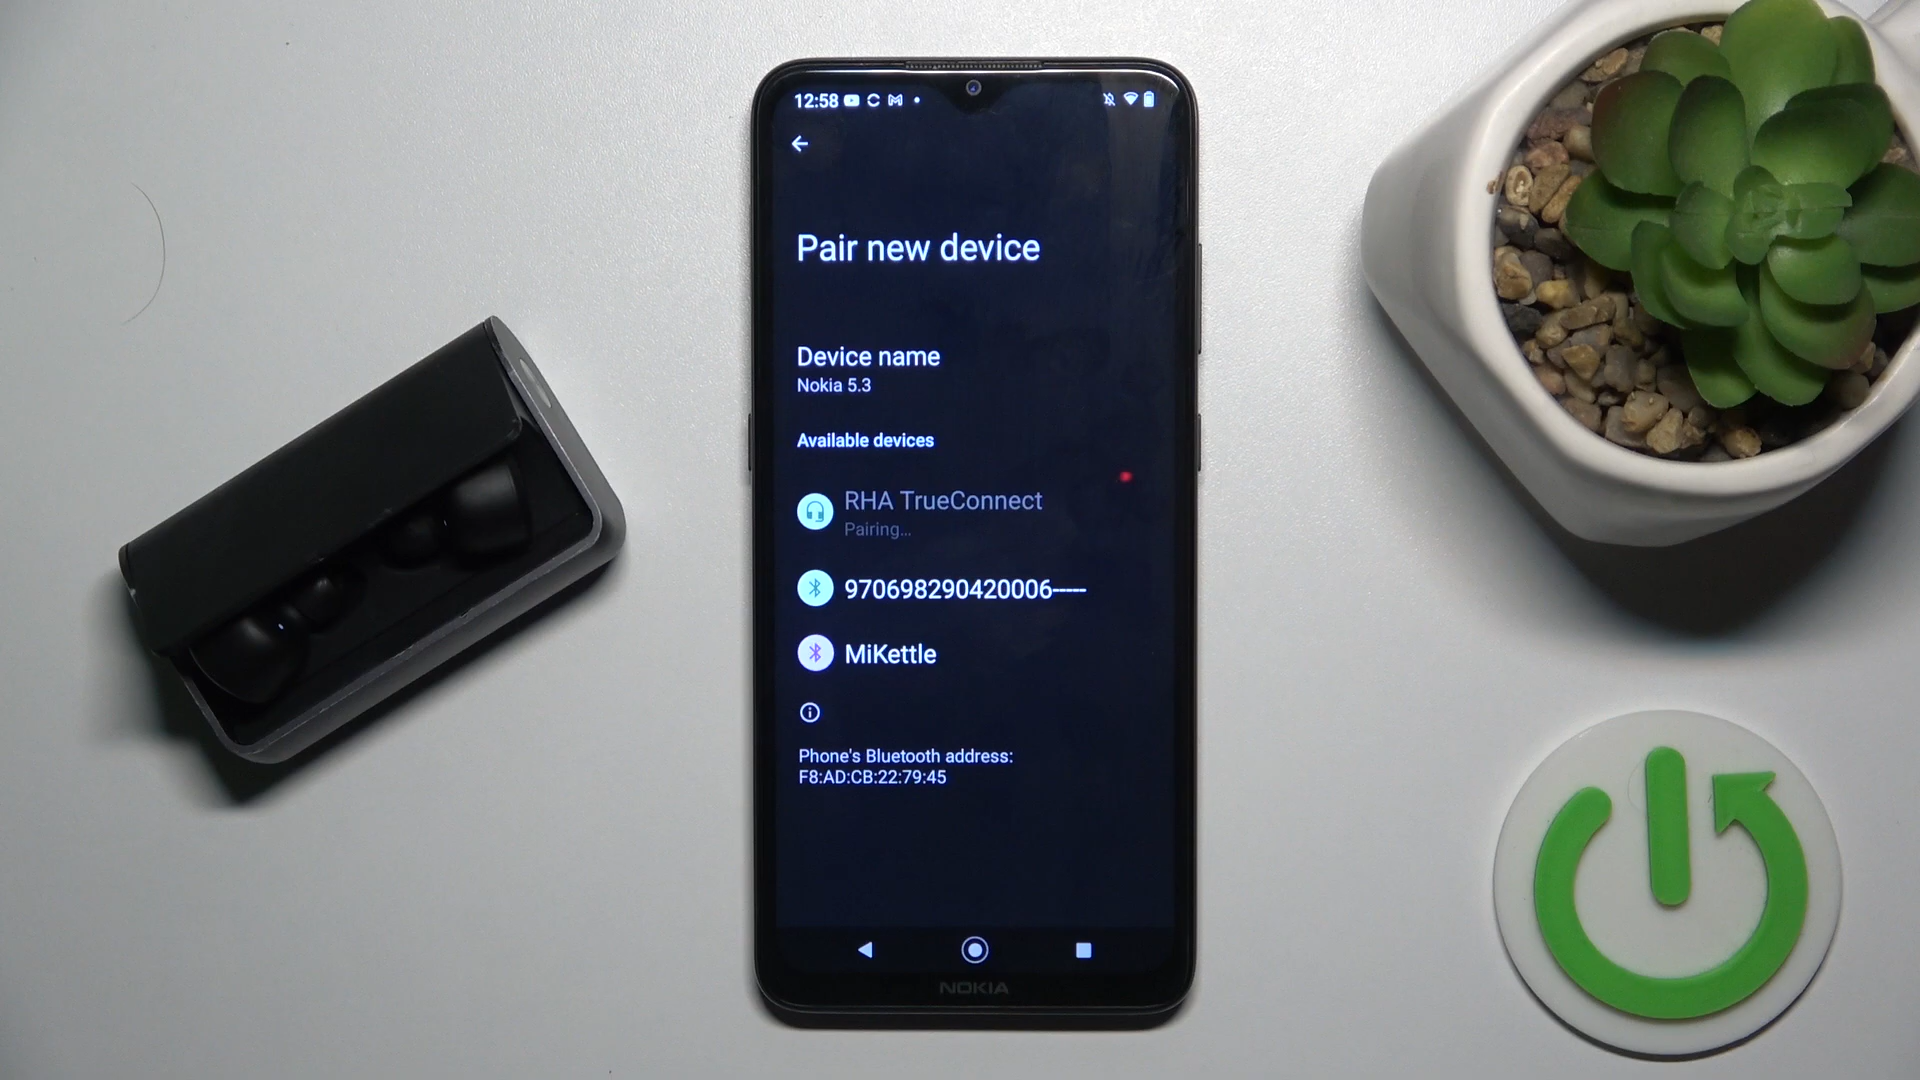 12:58
Pair new device
Device name
Nokia 5.3
Available devices
RHA TrueConnect
Pairing...
970698290420006-----
MiKettle
Phone's Bluetooth address:
F8:AD:CB:22:79:45
NOKIA